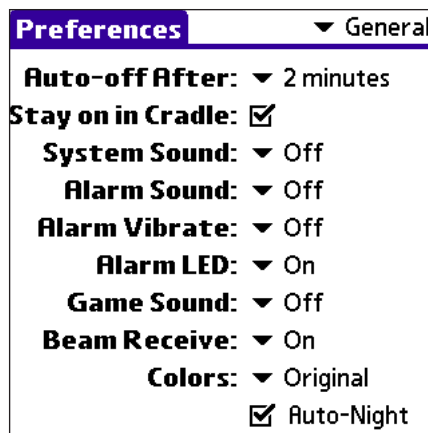 Preferences General
Auto-off After: 2 minutes
Stay on in Cradle:
System Sound: Off
Alarm Sound: Off
Alarm Vibrate: Off
Alarm LED: On
Game Sound: Off
Beam Receive: On
Colors: Original
Auto-Night